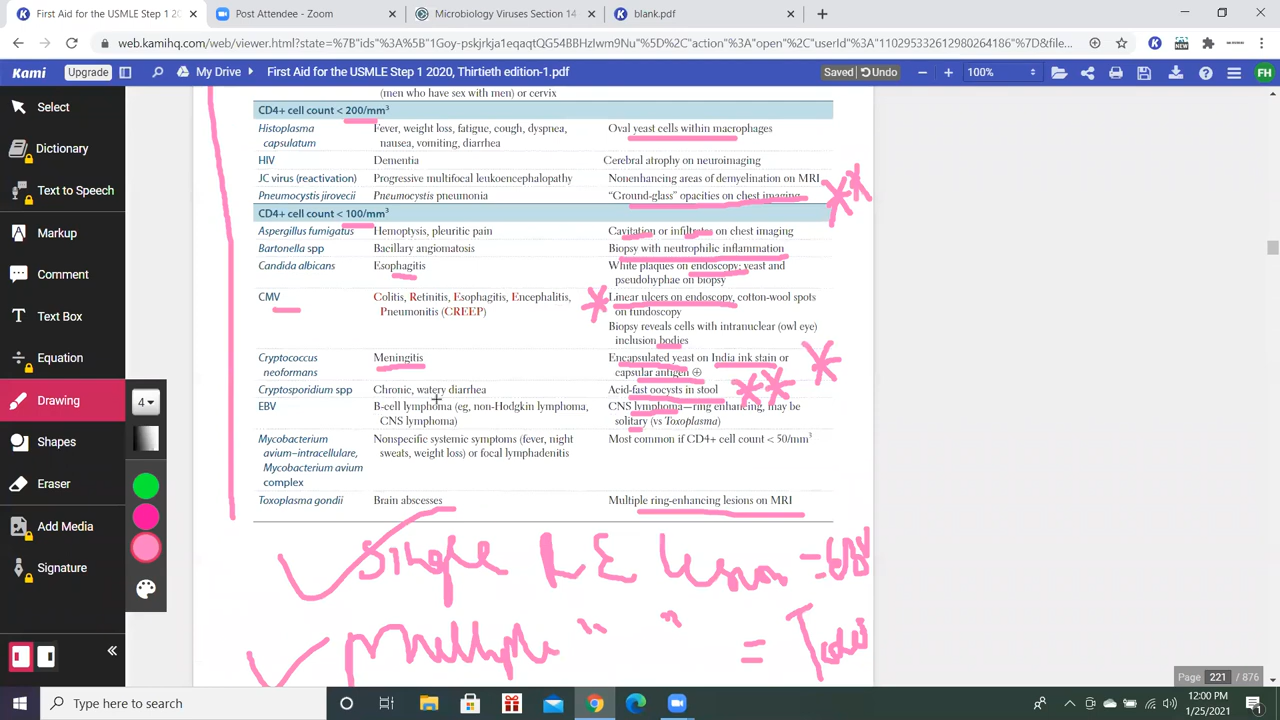 First Aid for the USMLE Step 1 2
Post Attendee - Zoom
Microbiology Viruses Section 14
blank.pdf
web.kamihq.com/web/viewer.html?state=%7B"ids"%3A%5B"1Goy-pskjkja1eqaqtQG54BBHzIwm9Nu"%5D%2C"action"%3A"open"%2C"userId"%3A"110295332612980264186"%7D&file...
Kami Upgrade My Drive First Aid for the USMLE Step 1 2020, Thirtieth edition-1.pdf Saved Undo 100% FH
Select
Dictionary
Text to Speech
Markup
Comment
Text Box
Equation
Drawing
4
Shapes
Eraser
Add Media
Signature
(men who have sex with men) or cervix
CD4+ cell count < 200/mm³
Histoplasma Fever, weight loss, fatigue, cough, dyspnea, Oval yeast cells within macrophages
capsulatum nausea, vomiting, diarrhea
HIV Dementia Cerebral atrophy on neuroimaging
JC virus (reactivation) Progressive multifocal leukoencephalopathy Nonenhancing areas of demyelination on MRI
Pneumocystis jirovecii Pneumocystis pneumonia "Ground-glass" opacities on chest imaging
CD4+ cell count < 100/mm³
Aspergillus fumigatus Hemoptysis, pleuritic pain Cavitation or infiltrates on chest imaging
Bartonella spp Bacillary angiomatosis Biopsy with neutrophilic inflammation
Candida albicans Esophagitis White plaques on endoscopy; yeast and
pseudohyphae on biopsy
CMV Colitis, Retinitis, Esophagitis, Encephalitis, Linear ulcers on endoscopy, cotton-wool spots
Pneumonitis (CREEP) on fundoscopy
Biopsy reveals cells with intranuclear (owl eye)
inclusion bodies
Cryptococcus Meningitis Encapsulated yeast on India ink stain or
neoformans capsular antigen ⊕
Cryptosporidium spp Chronic, watery diarrhea Acid-fast oocysts in stool
EBV B-cell lymphoma (eg, non-Hodgkin lymphoma, CNS lymphoma—ring enhancing, may be
CNS lymphoma) solitary (vs Toxoplasma)
Mycobacterium Nonspecific systemic symptoms (fever, night Most common if CD4+ cell count < 50/mm³
avium–intracellulare, sweats, weight loss) or focal lymphadenitis
Mycobacterium avium
complex
Toxoplasma gondii Brain abscesses Multiple ring-enhancing lesions on MRI
Single R E lesion = EBV
Multiple " " =
Page 221 / 876
Type here to search
12:00 PM
1/25/2021